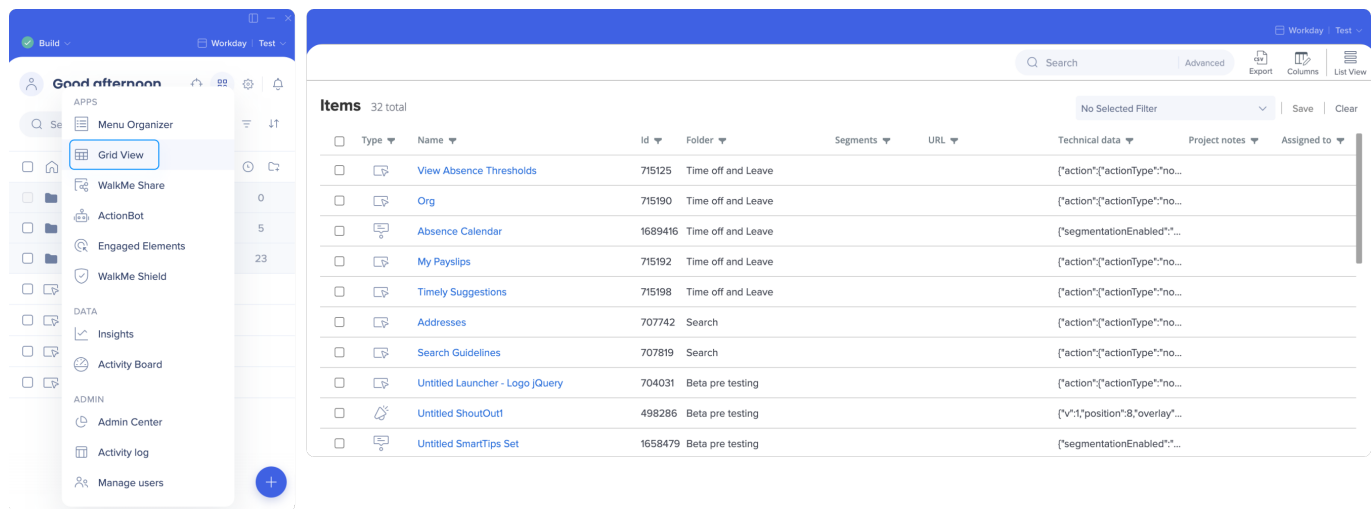 Build
Workday | Test
Good afternoon
Se
APPS
Menu Organizer
Grid View
WalkMe Share
ActionBot
Engaged Elements
WalkMe Shield
DATA
Insights
Activity Board
ADMIN
Admin Center
Activity log
Manage users
0
5
23
Workday | Test
Search
Advanced
CSV
Export
Columns
List View
Items 32 total
No Selected Filter
Save
Clear
Type Name Id Folder Segments URL Technical data Project notes Assigned to
View Absence Thresholds 715125 Time off and Leave {"action":{"actionType":"no...
Org 715190 Time off and Leave {"action":{"actionType":"no...
Absence Calendar 1689416 Time off and Leave {"segmentationEnabled":"...
My Payslips 715192 Time off and Leave {"action":{"actionType":"no...
Timely Suggestions 715198 Time off and Leave {"action":{"actionType":"no...
Addresses 707742 Search {"action":{"actionType":"no...
Search Guidelines 707819 Search {"action":{"actionType":"no...
Untitled Launcher - Logo jQuery 704031 Beta pre testing {"action":{"actionType":"no...
Untitled ShoutOut1 498286 Beta pre testing {"v":1,"position":8,"overlay"...
Untitled SmartTips Set 1658479 Beta pre testing {"segmentationEnabled":"...